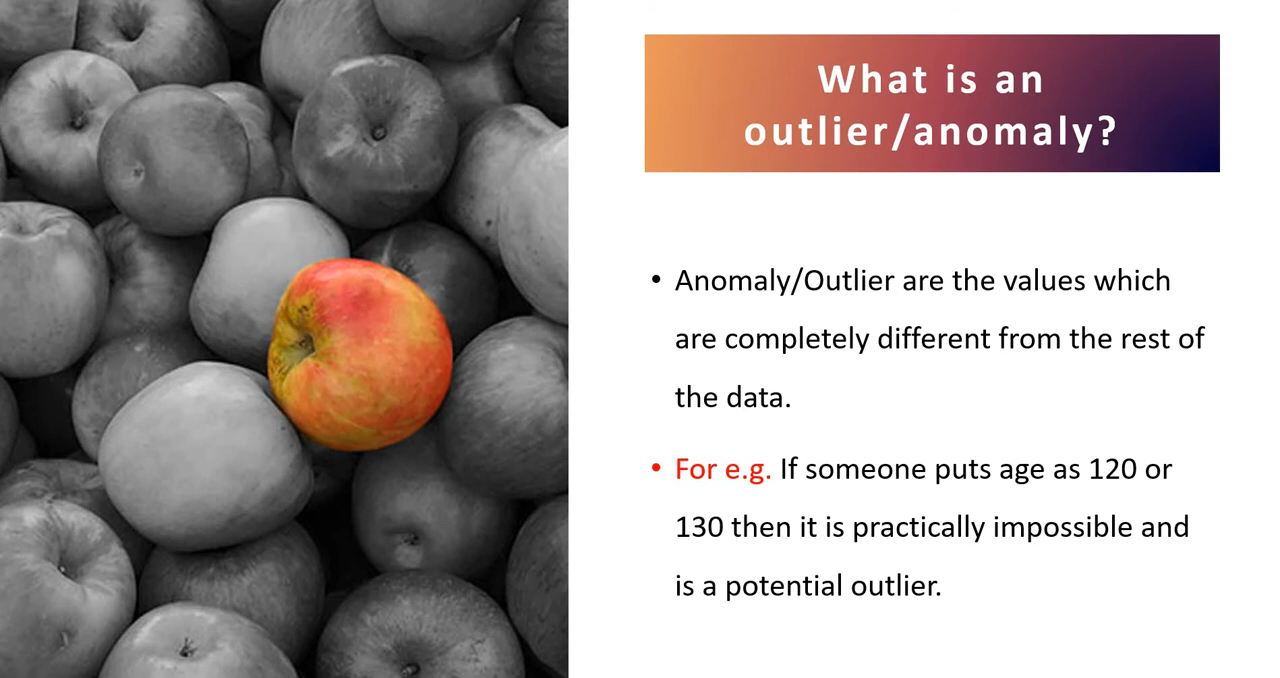 What is an
outlier/anomaly?
• Anomaly/Outlier are the values which
are completely different from the rest of
the data.
• For e.g. If someone puts age as 120 or
130 then it is practically impossible and
is a potential outlier.